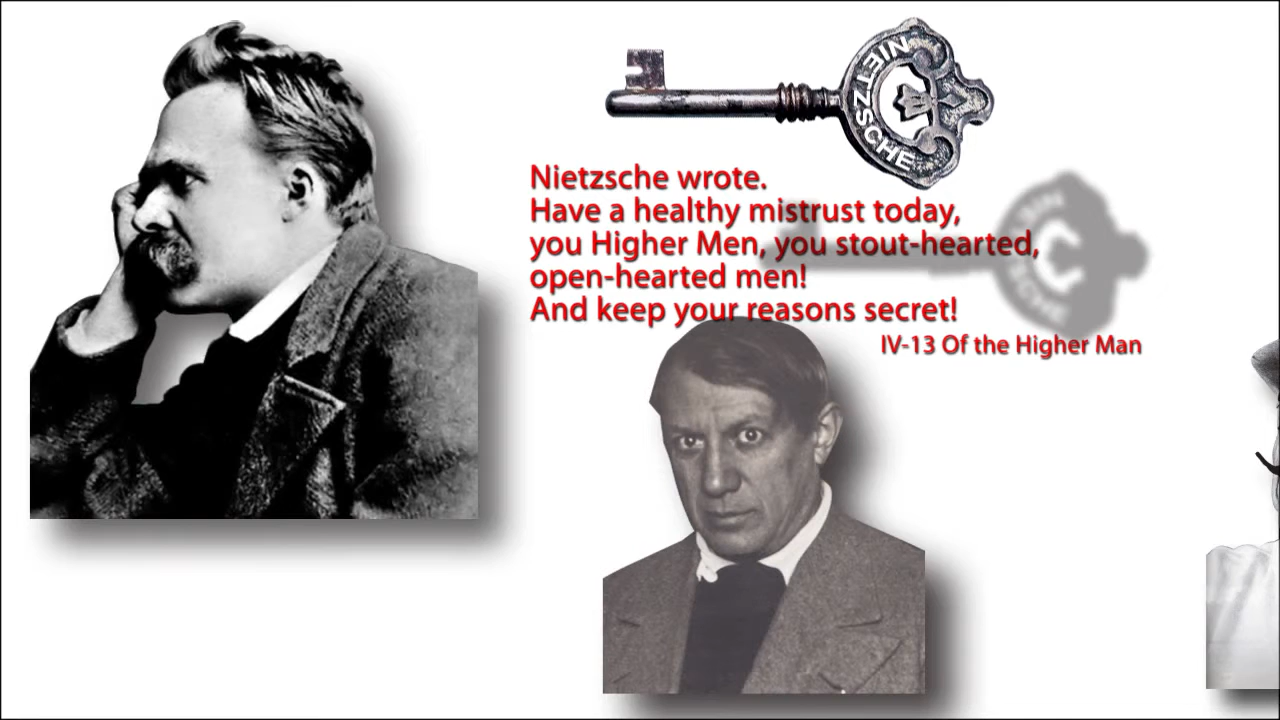 NIETZSCHE
Nietzsche wrote.
Have a healthy mistrust today,
you Higher Men, you stout-hearted,
open-hearted men!
And keep your reasons secret!
IV-13 Of the Higher Man